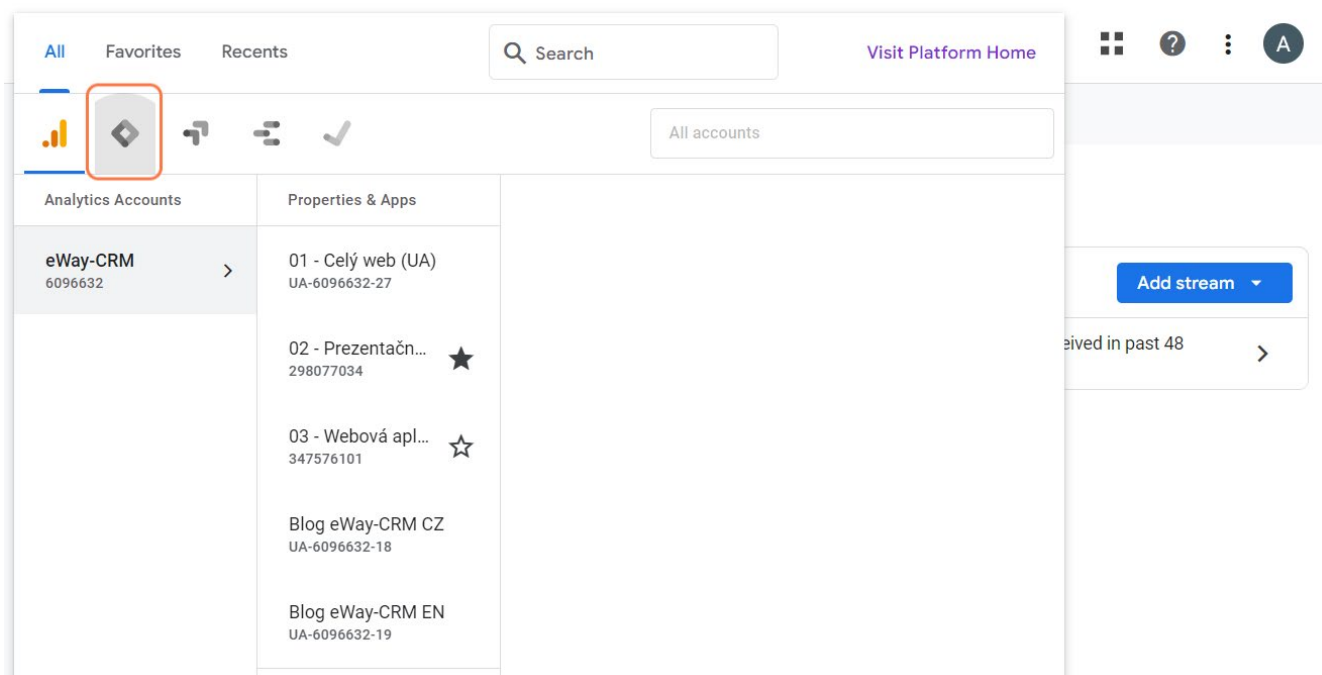 All Favorites Recents Search Visit Platform Home A
All accounts
Analytics Accounts Properties & Apps
eWay-CRM
6096632
01 - Celý web (UA)
UA-6096632-27
02 - Prezentačn...
298077034
03 - Webová apl...
347576101
Blog eWay-CRM CZ
UA-6096632-18
Blog eWay-CRM EN
UA-6096632-19
Add stream
eived in past 48